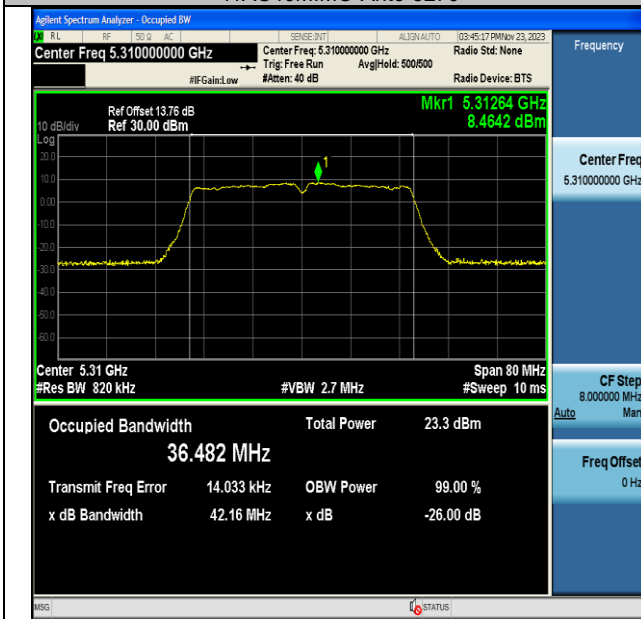 Agilent Spectrum Analyzer - Occupied BW
RL RF 50 Ω AC SENSE:INT ALIGN AUTO 03:45:17 PM Nov 23, 2023
Center Freq 5.310000000 GHz
Center Freq: 5.310000000 GHz Radio Std: None
Trig: Free Run Avg|Hold: 500/500
#IFGain:Low #Atten: 40 dB Radio Device: BTS
Frequency
Ref Offset 13.76 dB
10 dB/div Ref 30.00 dBm
Mkr1 5.31264 GHz
8.4642 dBm
Log
20.0
10.0
0.00
-10.0
-20.0
-30.0
-40.0
-50.0
-60.0
1
Center 5.31 GHz Span 80 MHz
#Res BW 820 kHz #VBW 2.7 MHz #Sweep 10 ms
Occupied Bandwidth Total Power 23.3 dBm
36.482 MHz
Transmit Freq Error 14.033 kHz OBW Power 99.00 %
x dB Bandwidth 42.16 MHz x dB -26.00 dB
Center Freq
5.310000000 GHz
CF Step
8.000000 MHz
Auto Man
Freq Offset
0 Hz
MSG STATUS